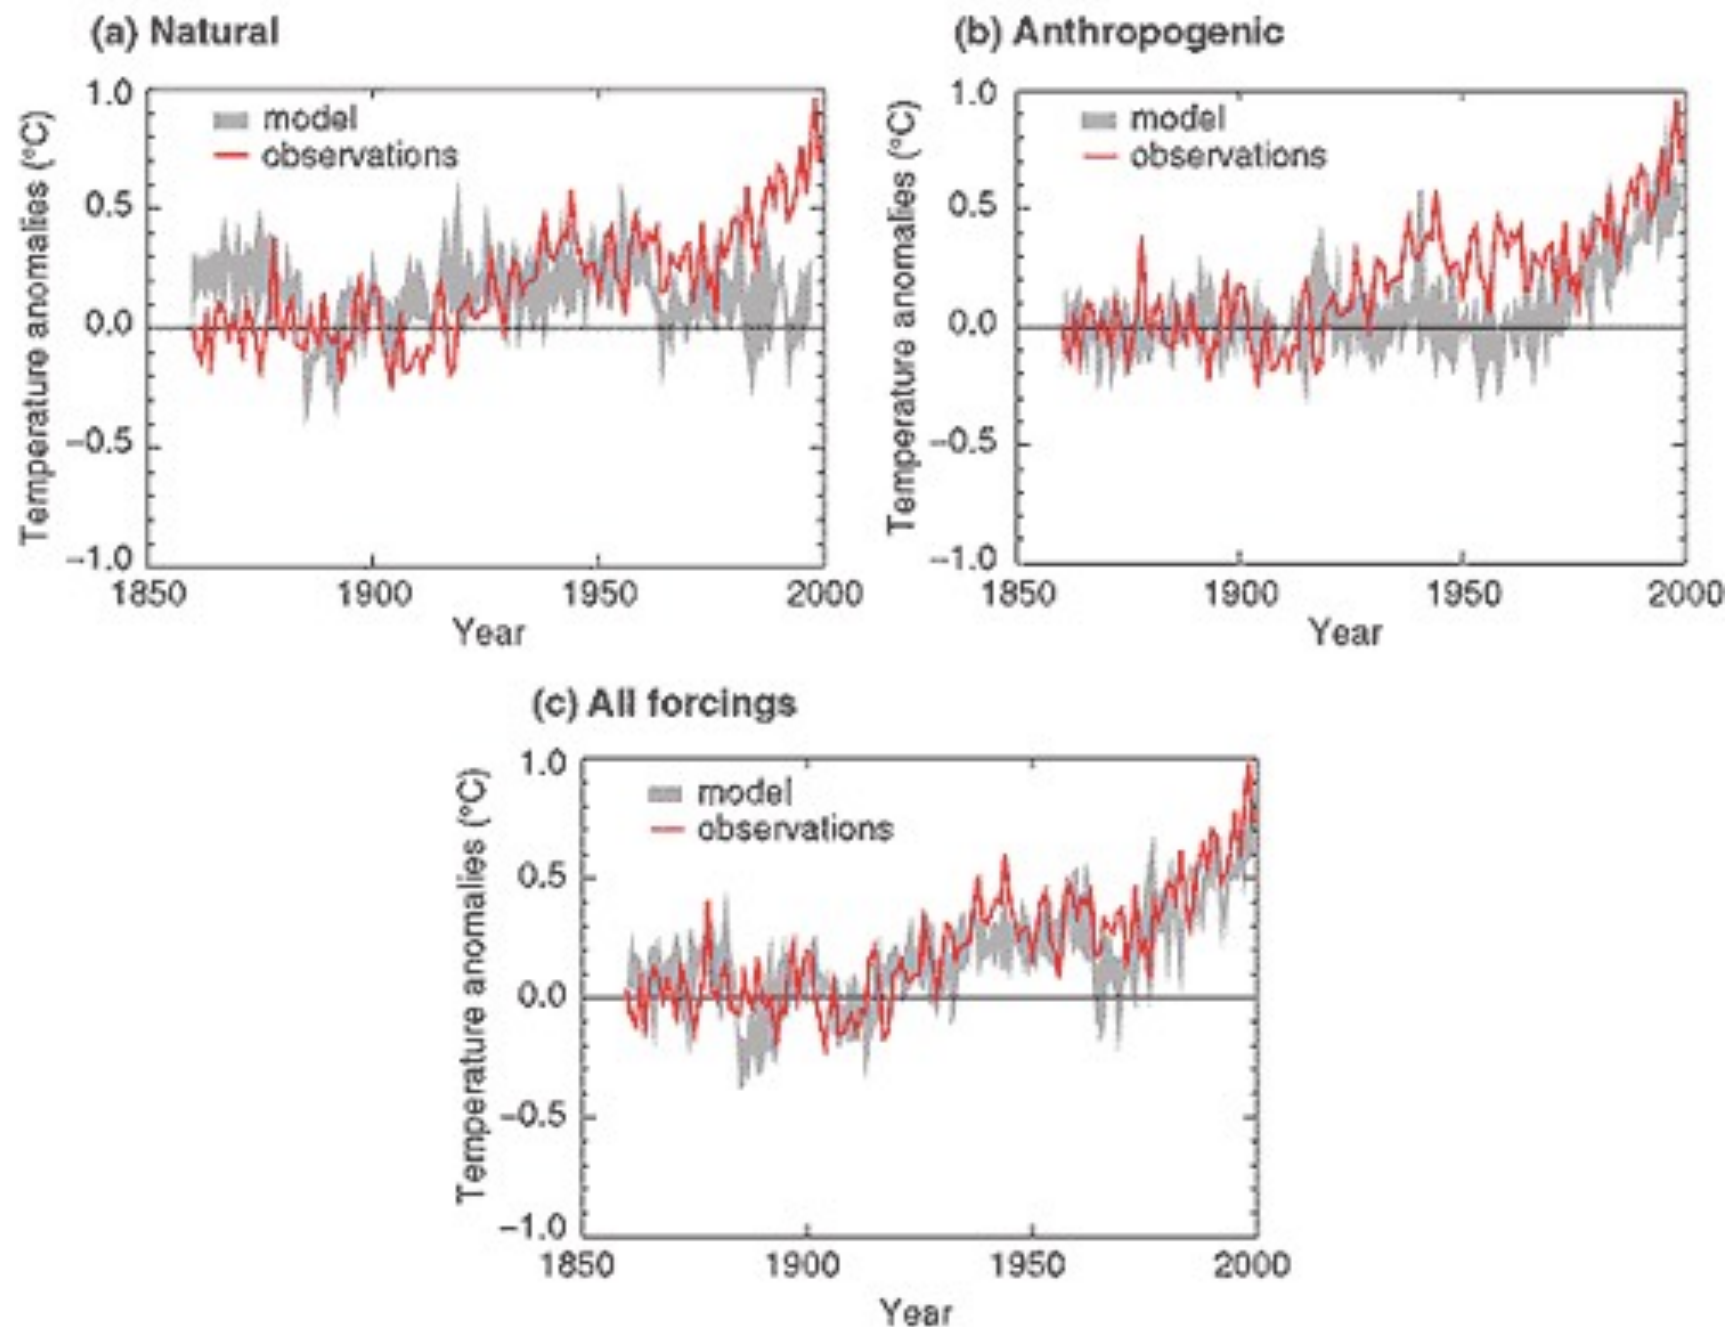 (a) Natural
Temperature anomalies (°C)
1.0
0.5
0.0
−0.5
−1.0
model
observations
1850 1900 1950 2000
Year
(b) Anthropogenic
Temperature anomalies (°C)
1.0
0.5
0.0
−0.5
−1.0
model
observations
1850 1900 1950 2000
Year
(c) All forcings
Temperature anomalies (°C)
1.0
0.5
0.0
−0.5
−1.0
model
observations
1850 1900 1950 2000
Year